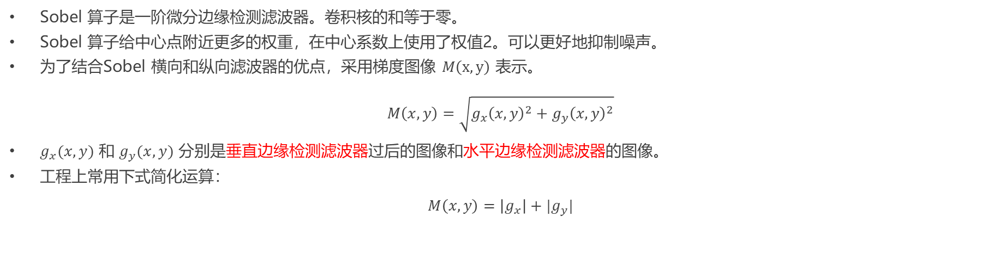 • Sobel 算子是一阶微分边缘检测滤波器。卷积核的和等于零。
• Sobel 算子给中心点附近更多的权重，在中心系数上使用了权值2。可以更好地抑制噪声。
• 为了结合Sobel 横向和纵向滤波器的优点，采用梯度图像 M(x, y) 表示。
M(x, y) = √(g_x(x, y)² + g_y(x, y)²)
• g_x(x, y) 和 g_y(x, y) 分别是垂直边缘检测滤波器过后的图像和水平边缘检测滤波器的图像。
• 工程上常用下式简化运算：
M(x, y) = |g_x| + |g_y|